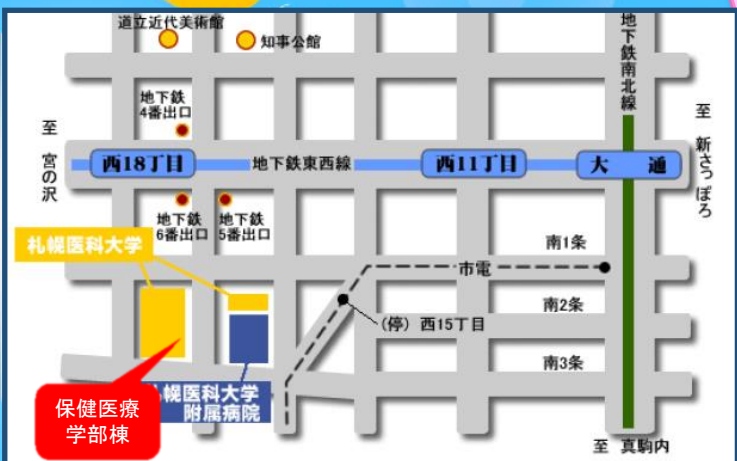 道立近代美術館
知事公館
地下鉄南北線
地下鉄
4番出口
至 宮の沢
西18丁目
地下鉄東西線
西11丁目
大 通
至 新さっぽろ
地下鉄
6番出口
地下鉄
5番出口
札幌医科大学
南1条
市電
南2条
(停) 西15丁目
南3条
札幌医科大学
附属病院
保健医療
学部棟
至 真駒内